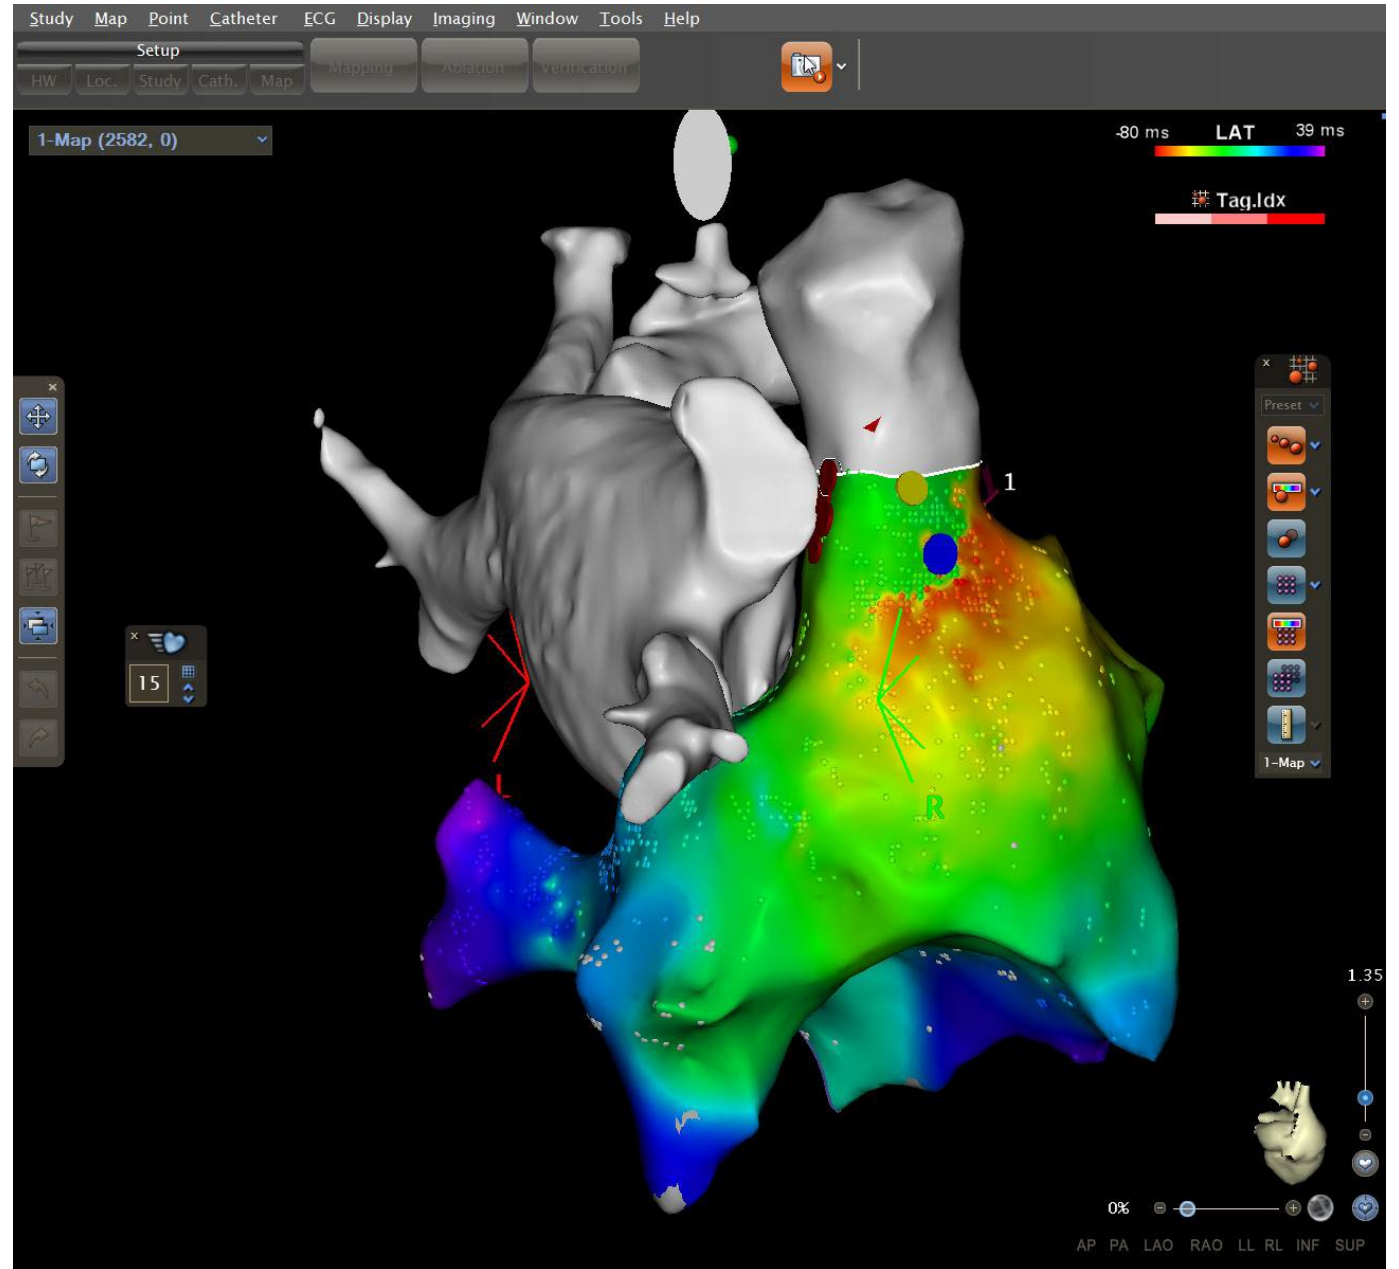 Study Map Point Catheter ECG Display Imaging Window Tools Help
Setup
HW Loc. Study Cath. Map Mapping Ablation Verification
1-Map (2582, 0)
-80 ms LAT 39 ms
Tag.Idx
Preset
1
15
L
R
1-Map
1.35
0%
AP PA LAO RAO LL RL INF SUP